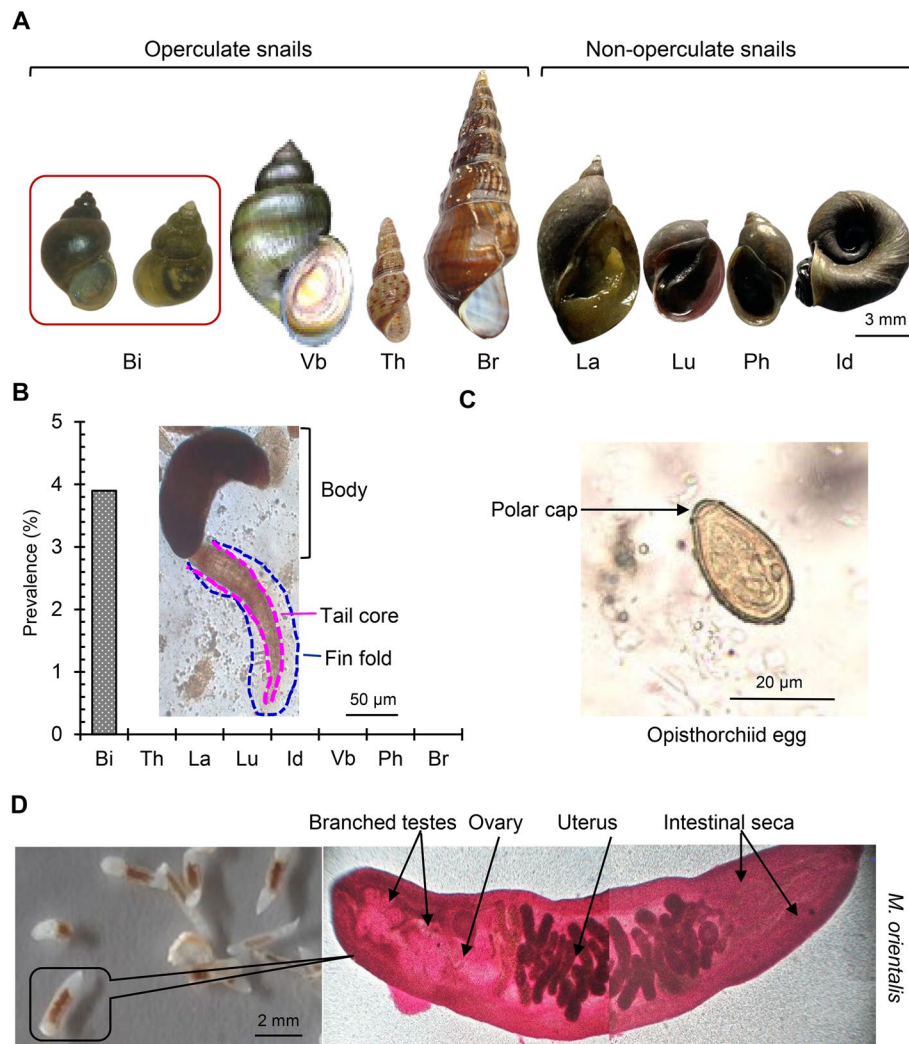 A
Operculate snails
Non-operculate snails
Bi
Vb
Th
Br
La
Lu
Ph
Id
3 mm
B
Prevalence (%)
5
4
3
2
1
0
Body
Tail core
Fin fold
50 µm
Bi
Th
La
Lu
Id
Vb
Ph
Br
C
Polar cap
20 µm
Opisthorchiid egg
D
Branched testes
Ovary
Uterus
Intestinal seca
2 mm
M. orientalis